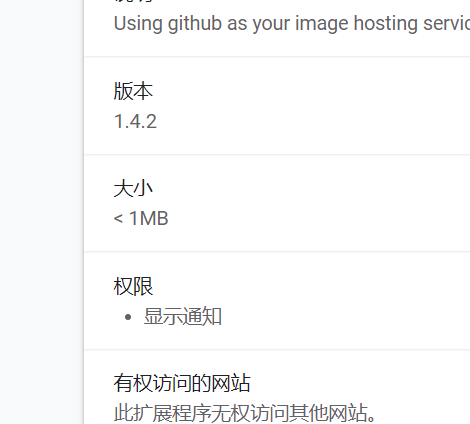 Using github as your image hosting servic
版本
1.4.2
大小
< 1MB
权限
• 显示通知
有权访问的网站
此扩展程序无权访问其他网站。